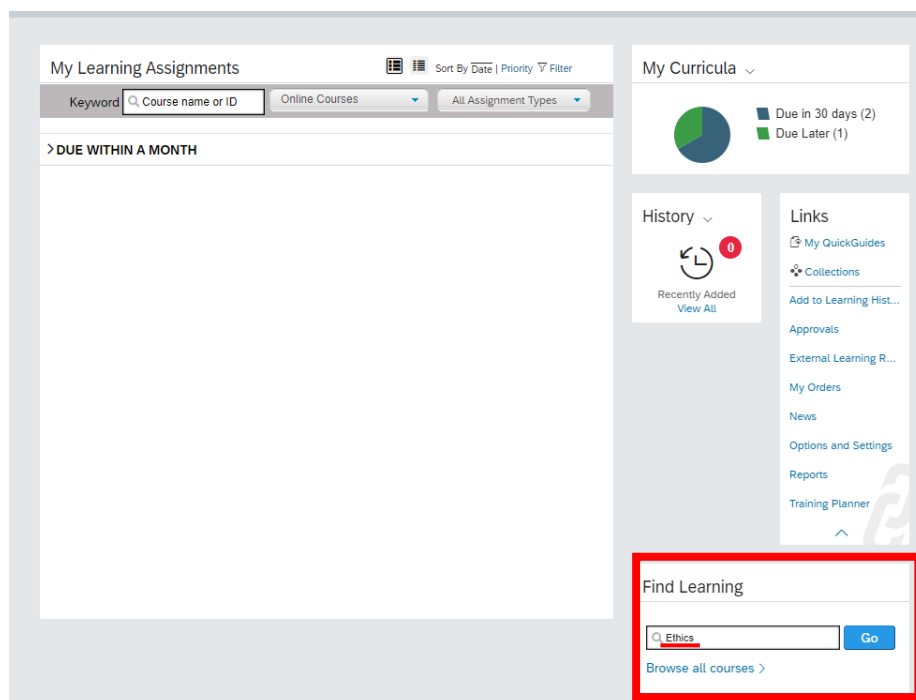 My Learning Assignments
Sort By Date | Priority Filter
Keyword Course name or ID Online Courses All Assignment Types
DUE WITHIN A MONTH
My Curricula
Due in 30 days (2)
Due Later (1)
History
0
Recently Added
View All
Links
My QuickGuides
Collections
Add to Learning Hist...
Approvals
External Learning R...
My Orders
News
Options and Settings
Reports
Training Planner
Find Learning
Ethics Go
Browse all courses